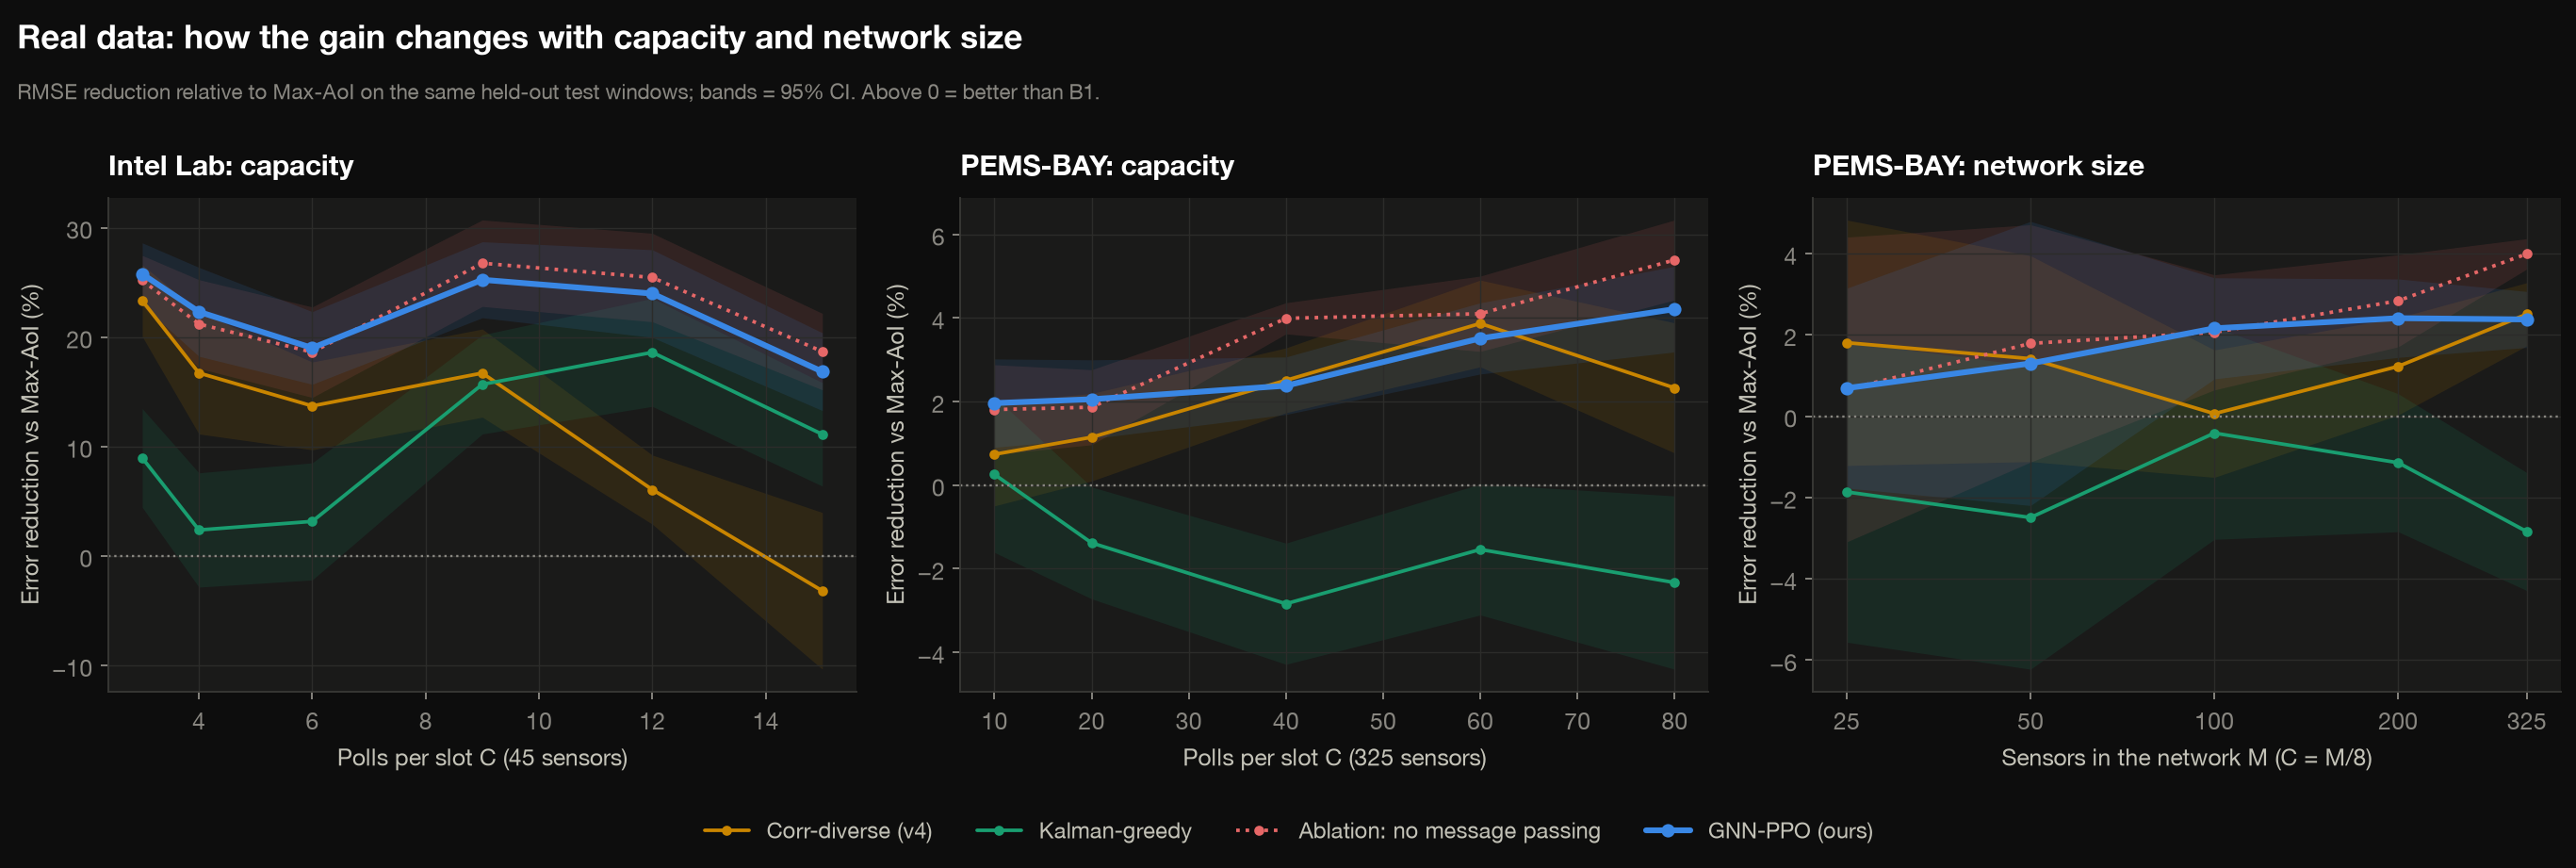 Real data: how the gain changes with capacity and network size
RMSE reduction relative to Max-AoI on the same held-out test windows; bands = 95% CI. Above 0 = better than B1.
Intel Lab: capacity
Error reduction vs Max-AoI (%)
30
20
10
0
−10
4
6
8
10
12
14
Polls per slot C (45 sensors)
PEMS-BAY: capacity
Error reduction vs Max-AoI (%)
6
4
2
0
−2
−4
10
20
30
40
50
60
70
80
Polls per slot C (325 sensors)
PEMS-BAY: network size
Error reduction vs Max-AoI (%)
4
2
0
−2
−4
−6
25
50
100
200
325
Sensors in the network M (C = M/8)
Corr-diverse (v4)
Kalman-greedy
Ablation: no message passing
GNN-PPO (ours)